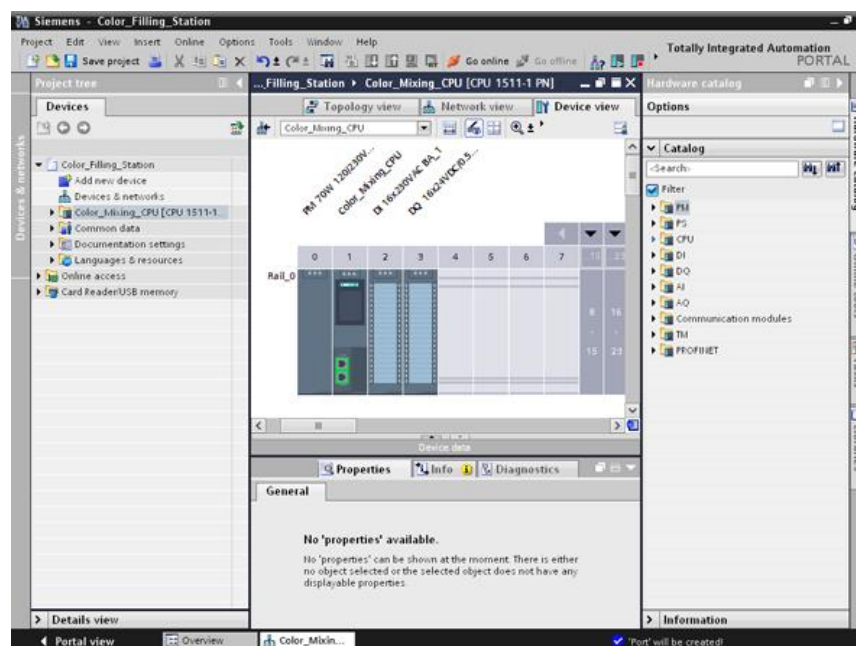 Siemens - Color_Filling_Station
Project Edit View Insert Online Options Tools Window Help
Save project
Go online
Go offline
Totally Integrated Automation
PORTAL
Project tree
Devices
Color_Filling_Station
Add new device
Devices & networks
Color_Mixing_CPU [CPU 1511-1
Common data
Documentation settings
Languages & resources
Online access
Card Reader/USB memory
Details view
Devices & networks
...Filling_Station Color_Mixing_CPU [CPU 1511-1 PN]
Topology view
Network view
Device view
Color_Mixing_CPU
PM 70W 120/230V...
Color_Mixing_CPU
DI 16x230VAC BA_1
DQ 16x24VDC/0.5...
0 1 2 3 4 5 6 7
Rail_0
8 16
- -
15 23
Device data
Properties
Info
Diagnostics
General
No 'properties' available.
No 'properties' can be shown at the moment. There is either
no object selected or the selected object does not have any
displayable properties.
Hardware catalog
Options
Catalog
<Search>
Filter
PM
PS
CPU
DI
DQ
AI
AQ
Communication modules
TM
PROFINET
Information
Portal view
Overview
Color_Mixin...
'Port' will be created!